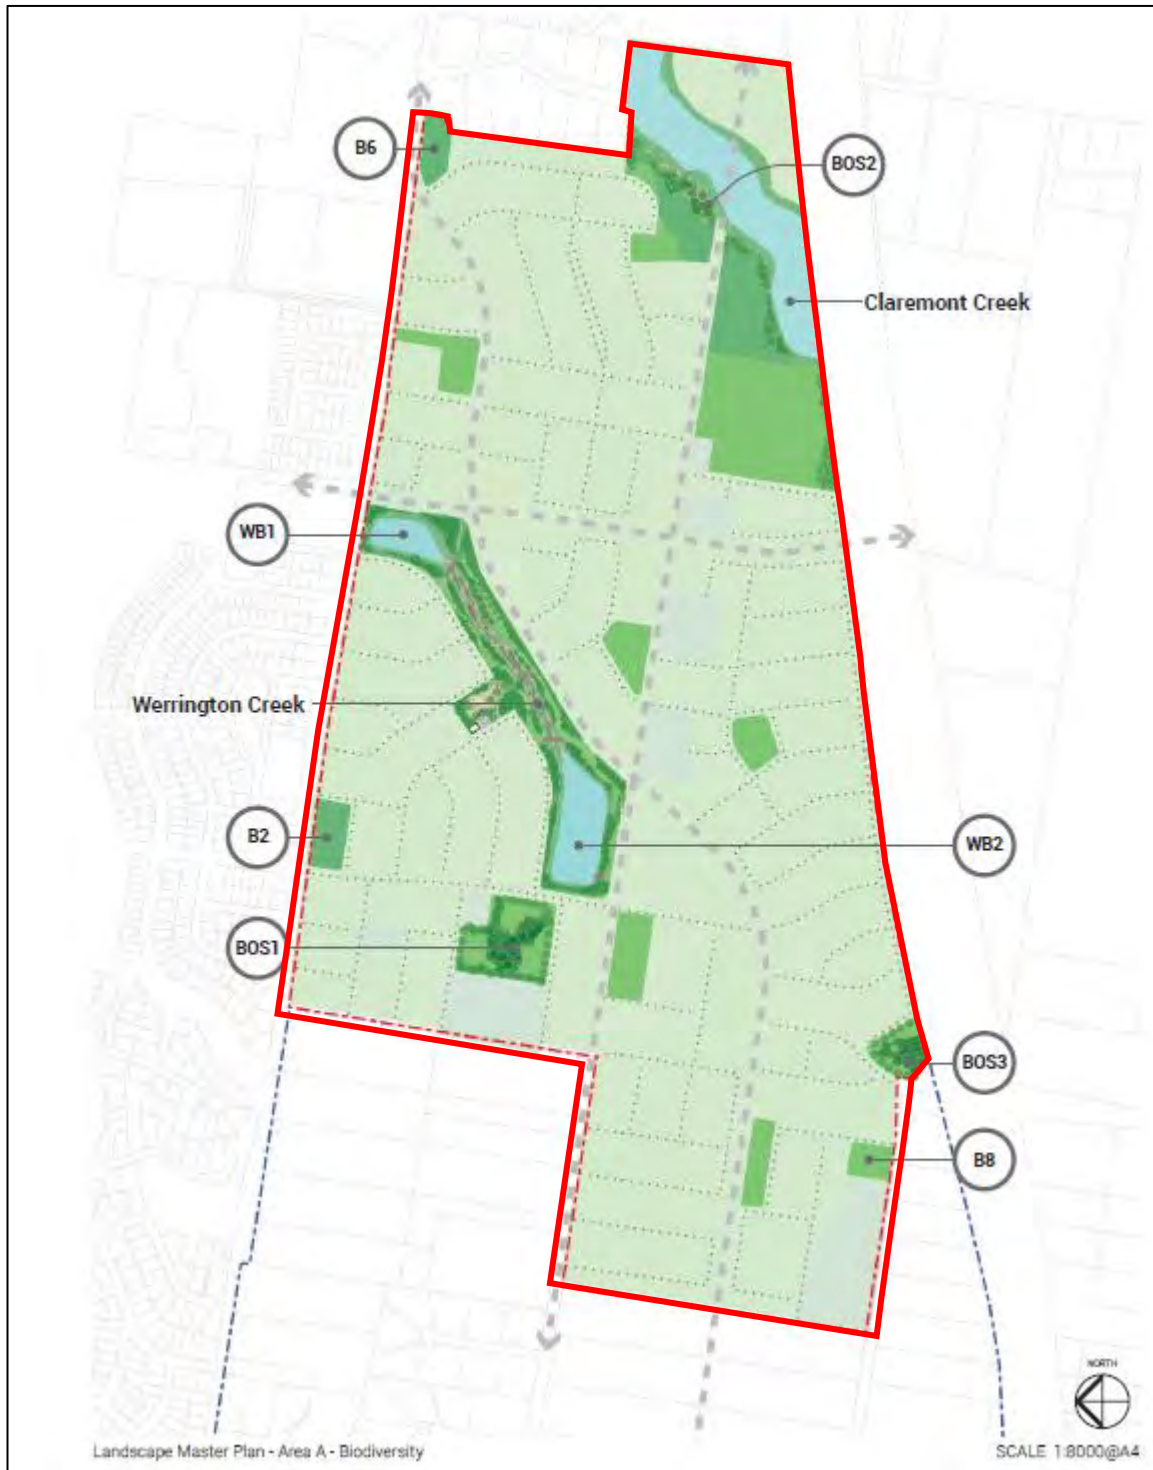 B6
BOS2
Claremont Creek
WB1
Werrington Creek
B2
WB2
BOS1
BOS3
B8
NORTH
Landscape Master Plan - Area A - Biodiversity
SCALE 1:8000@A4